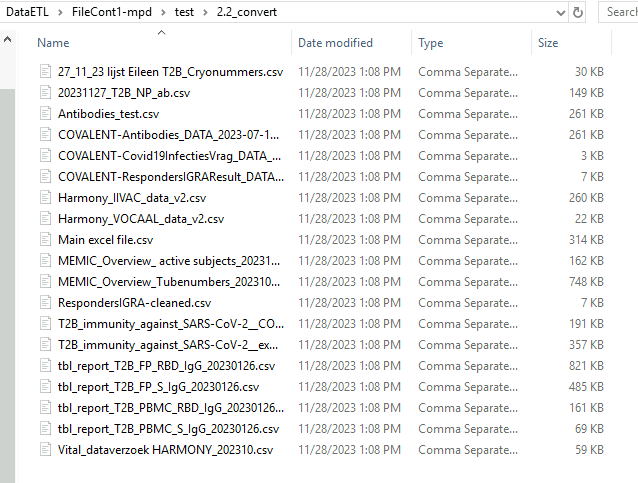 DataETL > FileCont1-mpd > test > 2.2_convert Search
Name Date modified Type Size
27_11_23 lijst Eileen T2B_Cryonummers.csv 11/28/2023 1:08 PM Comma Separate... 30 KB
20231127_T2B_NP_ab.csv 11/28/2023 1:08 PM Comma Separate... 149 KB
Antibodies_test.csv 11/28/2023 1:08 PM Comma Separate... 261 KB
COVALENT-Antibodies_DATA_2023-07-1... 11/28/2023 1:08 PM Comma Separate... 261 KB
COVALENT-Covid19InfectiesVrag_DATA_... 11/28/2023 1:08 PM Comma Separate... 3 KB
COVALENT-RespondersIGRAResult_DATA... 11/28/2023 1:08 PM Comma Separate... 7 KB
Harmony_IIVAC_data_v2.csv 11/28/2023 1:08 PM Comma Separate... 260 KB
Harmony_VOCAAL_data_v2.csv 11/28/2023 1:08 PM Comma Separate... 22 KB
Main excel file.csv 11/28/2023 1:08 PM Comma Separate... 314 KB
MEMIC_Overview_ active subjects_20231... 11/28/2023 1:08 PM Comma Separate... 162 KB
MEMIC_Overview_Tubenumbers_202310... 11/28/2023 1:08 PM Comma Separate... 748 KB
RespondersIGRA-cleaned.csv 11/28/2023 1:08 PM Comma Separate... 7 KB
T2B_immunity_against_SARS-CoV-2__CO... 11/28/2023 1:08 PM Comma Separate... 191 KB
T2B_immunity_against_SARS-CoV-2__ex... 11/28/2023 1:08 PM Comma Separate... 357 KB
tbl_report_T2B_FP_RBD_IgG_20230126.csv 11/28/2023 1:08 PM Comma Separate... 821 KB
tbl_report_T2B_FP_S_IgG_20230126.csv 11/28/2023 1:08 PM Comma Separate... 485 KB
tbl_report_T2B_PBMC_RBD_IgG_20230126... 11/28/2023 1:08 PM Comma Separate... 161 KB
tbl_report_T2B_PBMC_S_IgG_20230126.csv 11/28/2023 1:08 PM Comma Separate... 69 KB
Vital_dataverzoek HARMONY_202310.csv 11/28/2023 1:08 PM Comma Separate... 59 KB